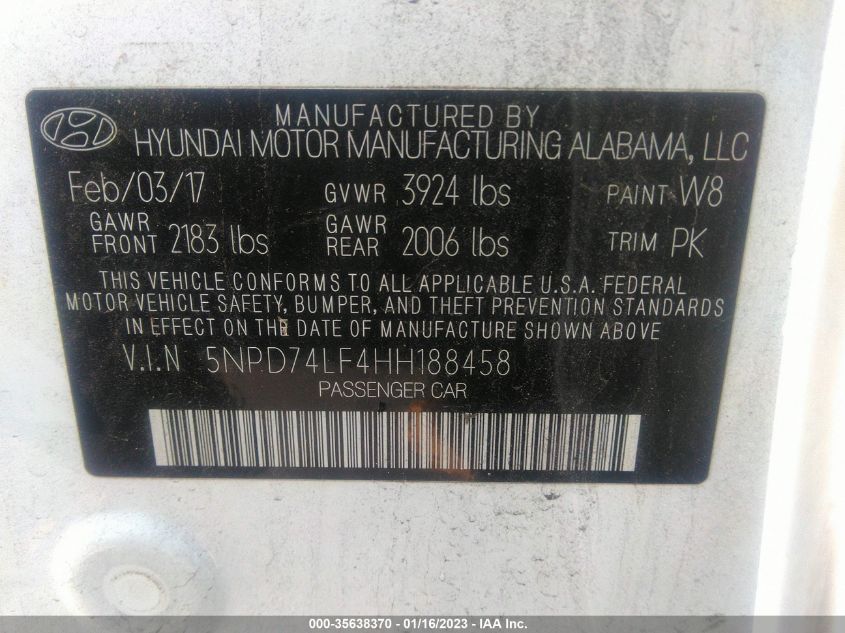 MANUFACTURED BY
HYUNDAI MOTOR MANUFACTURING ALABAMA, LLC
Feb/03/17 GVWR 3924 lbs PAINT W8
GAWR FRONT 2183 lbs GAWR REAR 2006 lbs TRIM PK
THIS VEHICLE CONFORMS TO ALL APPLICABLE U.S.A. FEDERAL
MOTOR VEHICLE SAFETY, BUMPER, AND THEFT PREVENTION STANDARDS
IN EFFECT ON THE DATE OF MANUFACTURE SHOWN ABOVE
V.I.N 5NPD74LF4HH188458
PASSENGER CAR
000-35638370 - 01/16/2023 - IAA Inc.